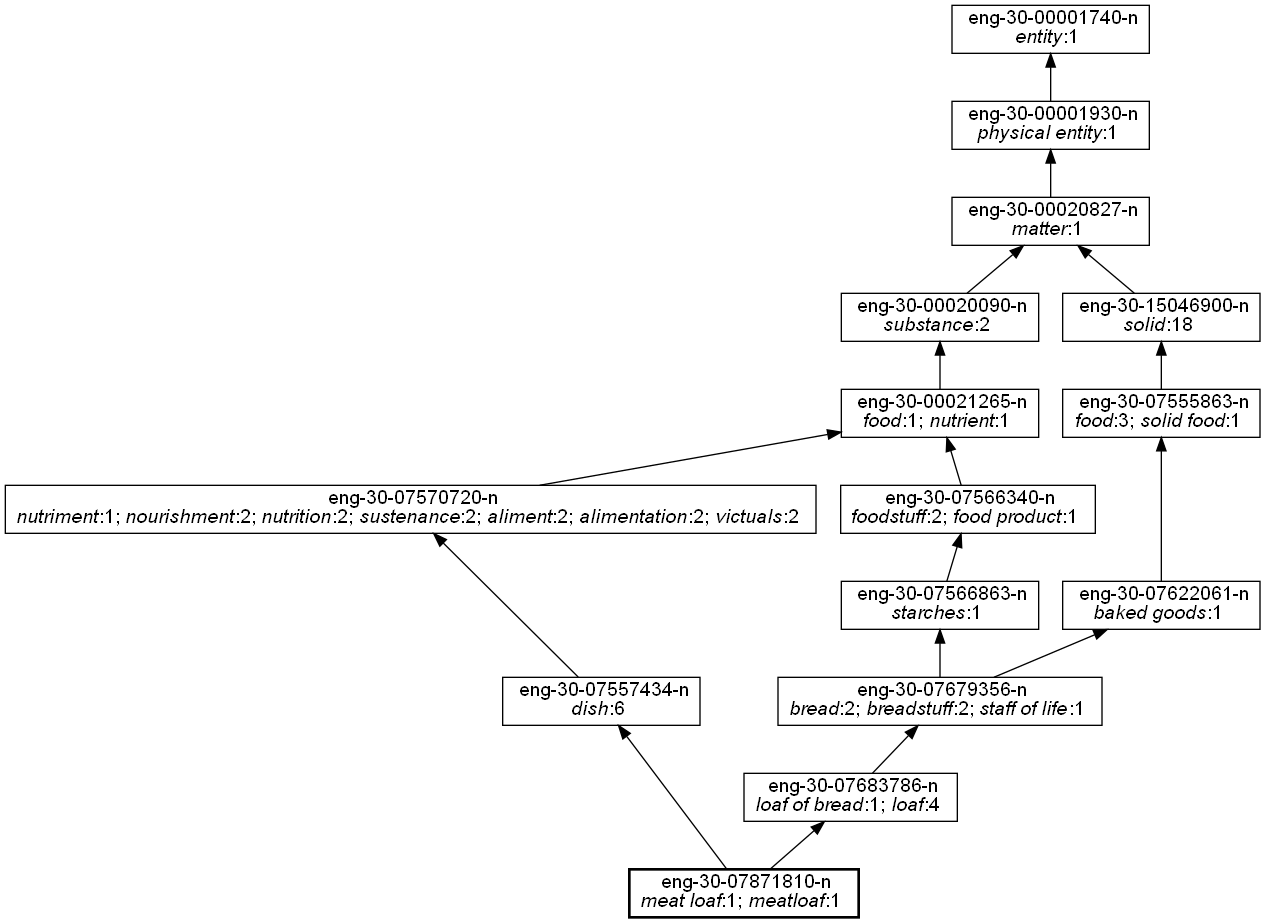 eng-30-00001740-n
entity:1
eng-30-00001930-n
physical entity:1
eng-30-00020827-n
matter:1
eng-30-00020090-n
substance:2
eng-30-15046900-n
solid:18
eng-30-00021265-n
food:1; nutrient:1
eng-30-07555863-n
food:3; solid food:1
eng-30-07570720-n
nutriment:1; nourishment:2; nutrition:2; sustenance:2; aliment:2; alimentation:2; victuals:2
eng-30-07566340-n
foodstuff:2; food product:1
eng-30-07566863-n
starches:1
eng-30-07622061-n
baked goods:1
eng-30-07557434-n
dish:6
eng-30-07679356-n
bread:2; breadstuff:2; staff of life:1
eng-30-07683786-n
loaf of bread:1; loaf:4
eng-30-07871810-n
meat loaf:1; meatloaf:1